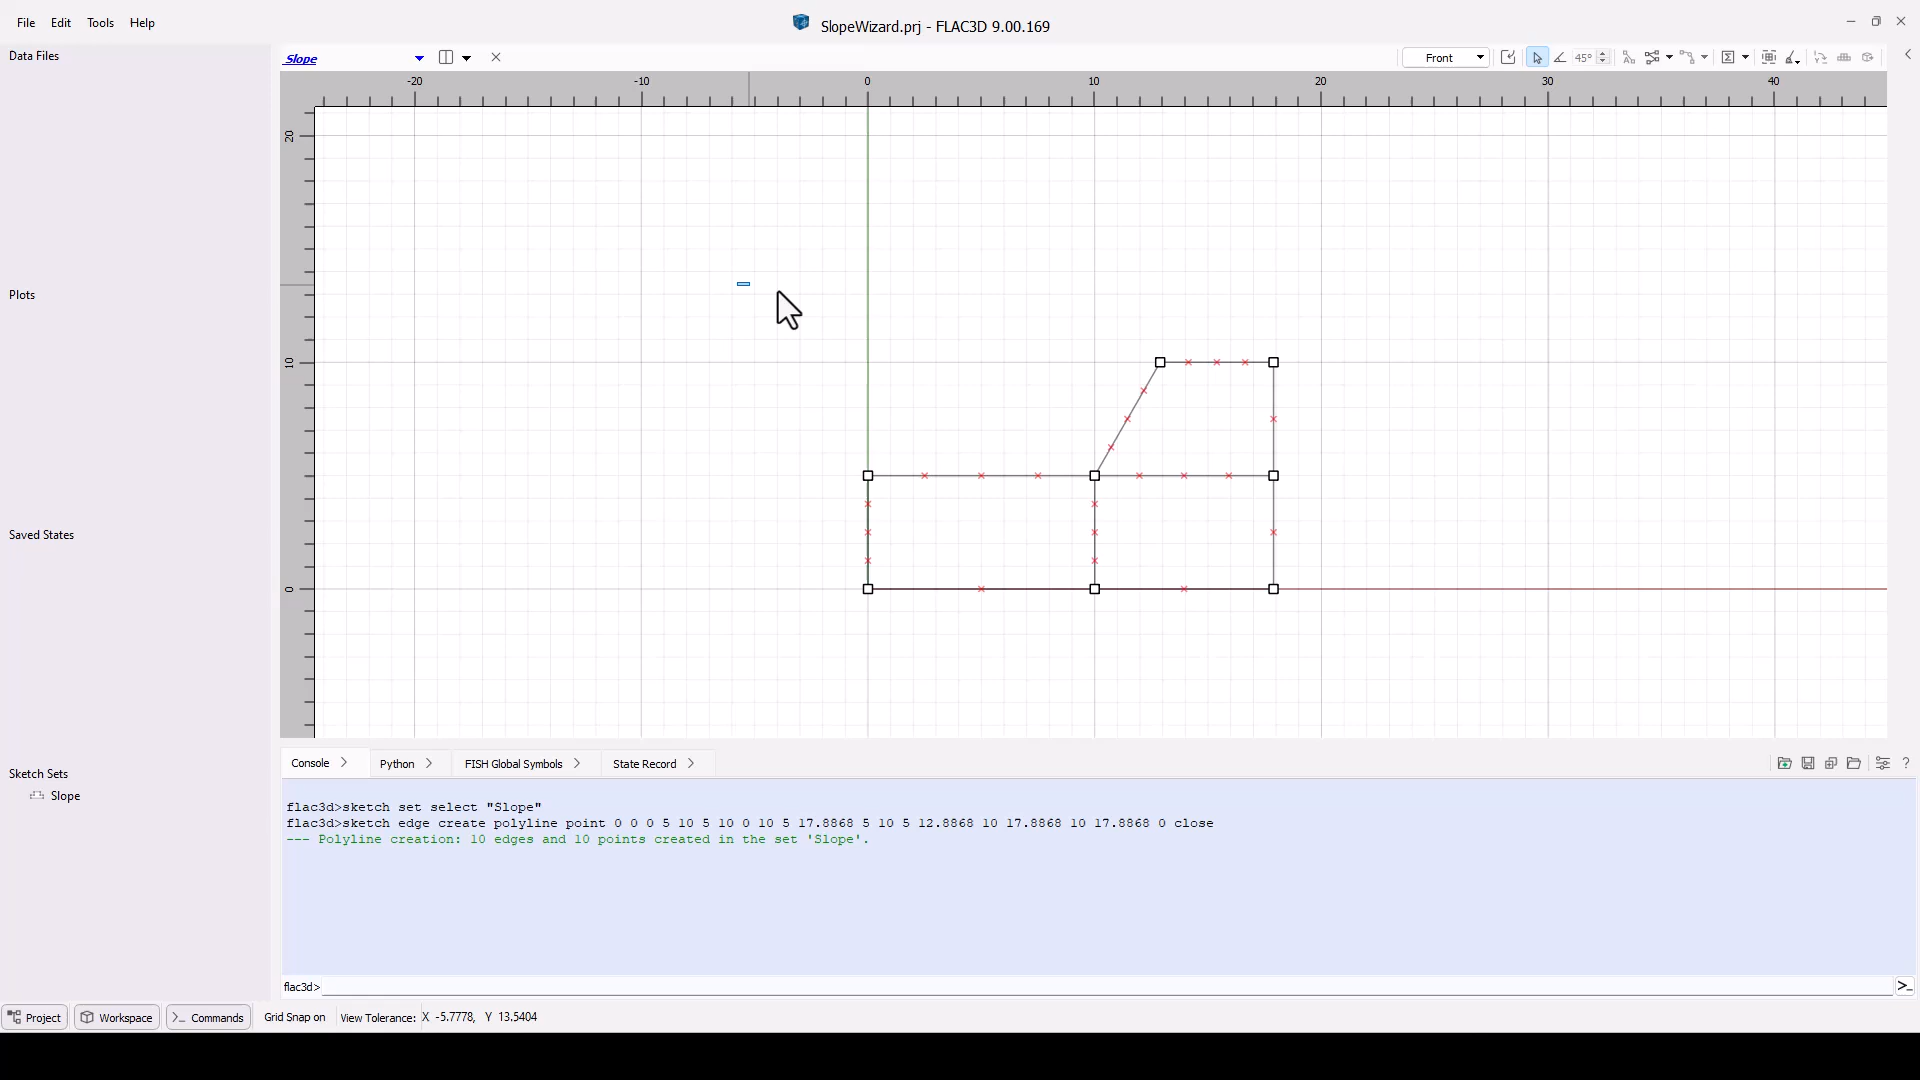 File Edit Tools Help
SlopeWizard.prj - FLAC3D 9.00.169
Data Files
Slope
Front
45°
-20 -10 0 10 20 30 40
20
10
0
Plots
Saved States
Sketch Sets
Slope
Console Python FISH Global Symbols State Record
?
flac3d>sketch set select "Slope"
flac3d>sketch edge create polyline point 0 0 0 5 10 5 10 0 10 5 17.8868 5 10 5 12.8868 10 17.8868 10 17.8868 0 close
--- Polyline creation: 10 edges and 10 points created in the set 'Slope'.
flac3d>
Project Workspace Commands Grid Snap on View Tolerance: X -5.7778, Y 13.5404